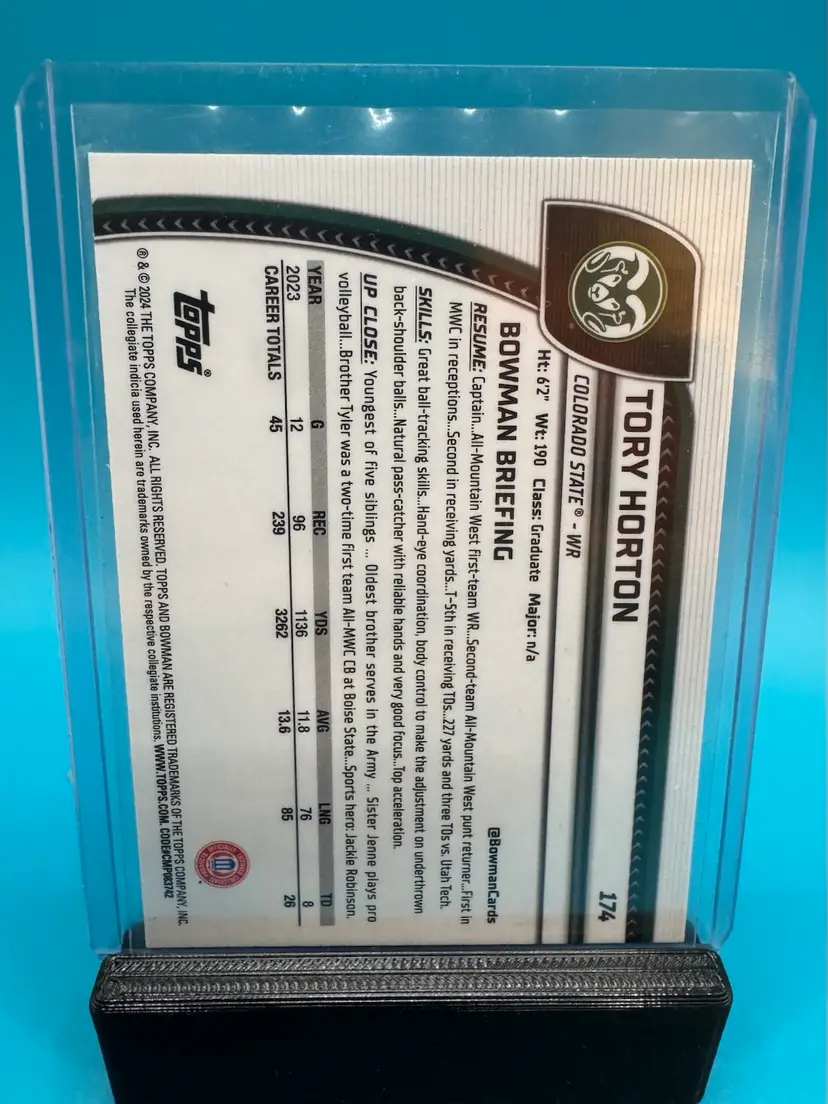 TORY HORTON
174
COLORADO STATE® - WR
Ht: 6'2" Wt: 190 Class: Graduate Major: n/a
BOWMAN BRIEFING
@BowmanCards
RESUME: Captain...All-Mountain West first-team WR...Second-team All-Mountain West punt returner...First in
MWC in receptions...Second in receiving yards...T-5th in receiving TDs...227 yards and three TDs vs. Utah Tech.
SKILLS: Great ball-tracking skills...Hand-eye coordination, body control to make the adjustment on underthrown
back-shoulder balls...Natural pass-catcher with reliable hands and very good focus...Top acceleration.
UP CLOSE: Youngest of five siblings ... Oldest brother serves in the Army ... Sister Jenne plays pro
volleyball...Brother Tyler was a two-time first team All-MWC CB at Boise State...Sports hero: Jackie Robinson.
YEAR G REC YDS AVG LNG TD
2023 12 96 1136 11.8 76 8
CAREER TOTALS 45 239 3262 13.6 85 26
topps®
® & © 2024 THE TOPPS COMPANY, INC. ALL RIGHTS RESERVED. TOPPS AND BOWMAN ARE REGISTERED TRADEMARKS OF THE TOPPS COMPANY, INC.
The collegiate indicia used herein are trademarks owned by the respective collegiate institutions. WWW.TOPPS.COM. CODE#CMP083742